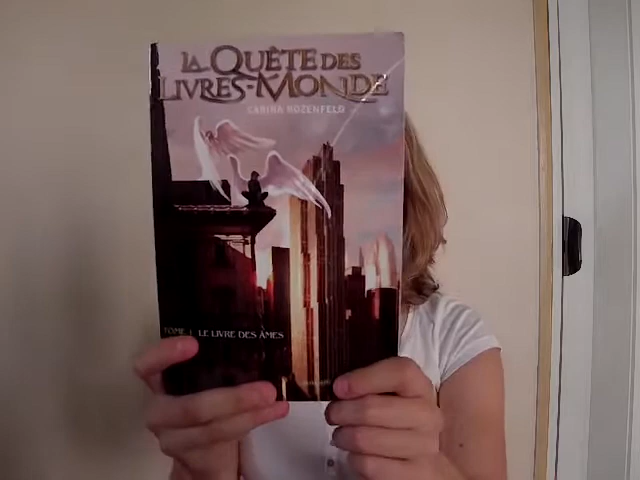 LA QUÊTE DES
LIVRES-MONDE
CARINA ROZENFELD
TOME 1 LE LIVRE DES ÂMES